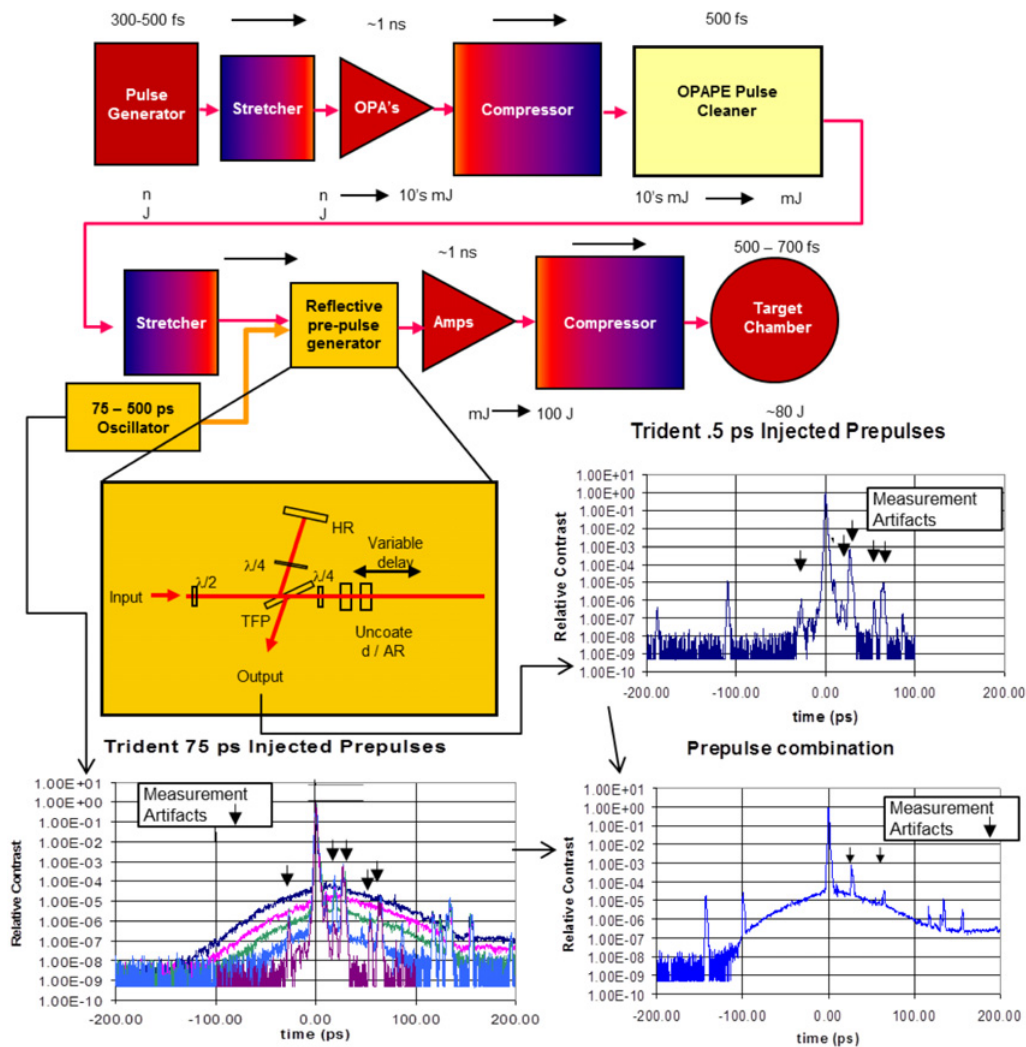 300-500 fs
~1 ns
500 fs
Pulse
Generator
Stretcher
OPA's
Compressor
OPAPE Pulse
Cleaner
n
J
n
J
10's mJ
10's mJ
mJ
~1 ns
500 – 700 fs
Stretcher
Reflective
pre-pulse
generator
Amps
Compressor
Target
Chamber
75 – 500 ps
Oscillator
mJ
100 J
~80 J
Trident .5 ps Injected Prepulses
HR
λ/4
Variable
delay
λ/2
λ/4
Input
TFP
Uncoate
d / AR
Output
1.00E+01
1.00E+00
1.00E-01
1.00E-02
1.00E-03
1.00E-04
1.00E-05
1.00E-06
1.00E-07
1.00E-08
1.00E-09
1.00E-10
Relative Contrast
Measurement
Artifacts
-200.00
-100.00
0.00
100.00
200.00
time (ps)
Trident 75 ps Injected Prepulses
1.00E+01
1.00E+00
1.00E-01
1.00E-02
1.00E-03
1.00E-04
1.00E-05
1.00E-06
1.00E-07
1.00E-08
1.00E-09
1.00E-10
Relative Contrast
Measurement
Artifacts
-200.00
-100.00
0.00
100.00
200.00
time (ps)
Prepulse combination
1.00E+01
1.00E+00
1.00E-01
1.00E-02
1.00E-03
1.00E-04
1.00E-05
1.00E-06
1.00E-07
1.00E-08
1.00E-09
1.00E-10
Relative Contrast
Measurement
Artifacts
-200.00
-100.00
0.00
100.00
200.00
time (ps)